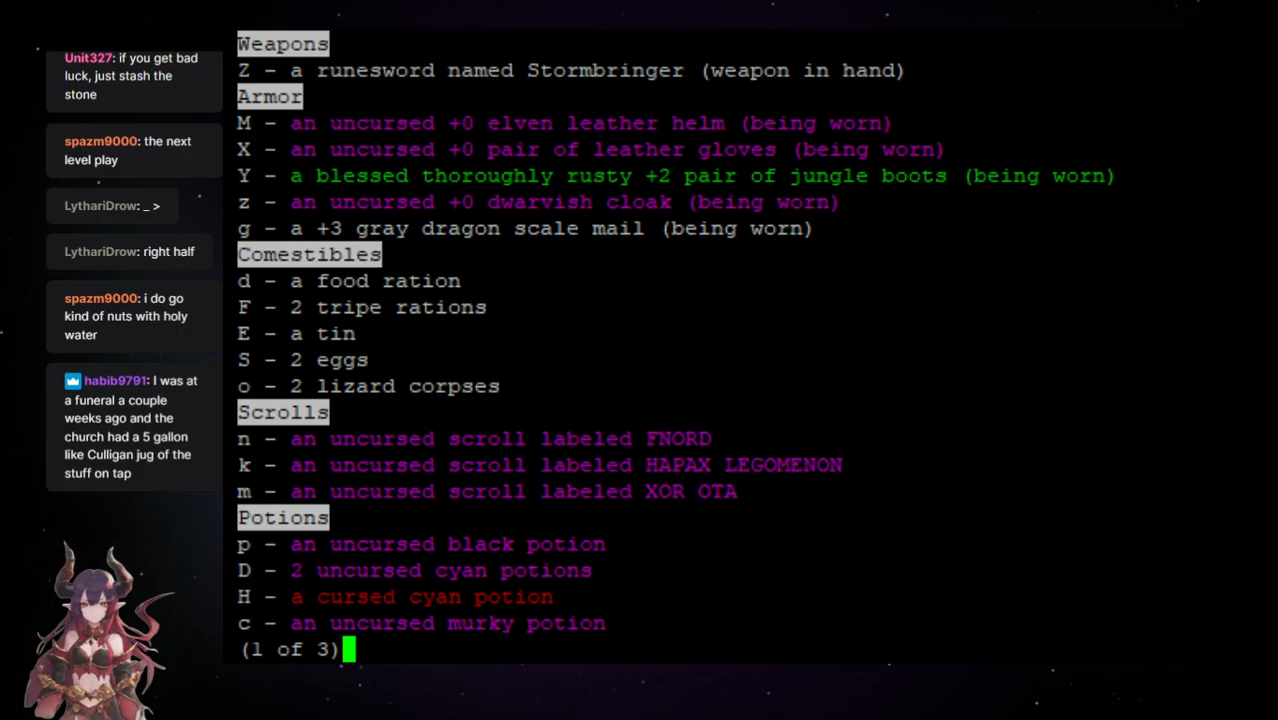 Unit327: if you get bad
luck, just stash the
stone
spazm9000: the next
level play
LythariDrow: _ >
LythariDrow: right half
spazm9000: i do go
kind of nuts with holy
water
habib9791: I was at
a funeral a couple
weeks ago and the
church had a 5 gallon
like Culligan jug of the
stuff on tap
Weapons
Z - a runesword named Stormbringer (weapon in hand)
Armor
M - an uncursed +0 elven leather helm (being worn)
X - an uncursed +0 pair of leather gloves (being worn)
Y - a blessed thoroughly rusty +2 pair of jungle boots (being worn)
z - an uncursed +0 dwarvish cloak (being worn)
g - a +3 gray dragon scale mail (being worn)
Comestibles
d - a food ration
F - 2 tripe rations
E - a tin
S - 2 eggs
o - 2 lizard corpses
Scrolls
n - an uncursed scroll labeled FNORD
k - an uncursed scroll labeled HAPAX LEGOMENON
m - an uncursed scroll labeled XOR OTA
Potions
p - an uncursed black potion
D - 2 uncursed cyan potions
H - a cursed cyan potion
c - an uncursed murky potion
(1 of 3)